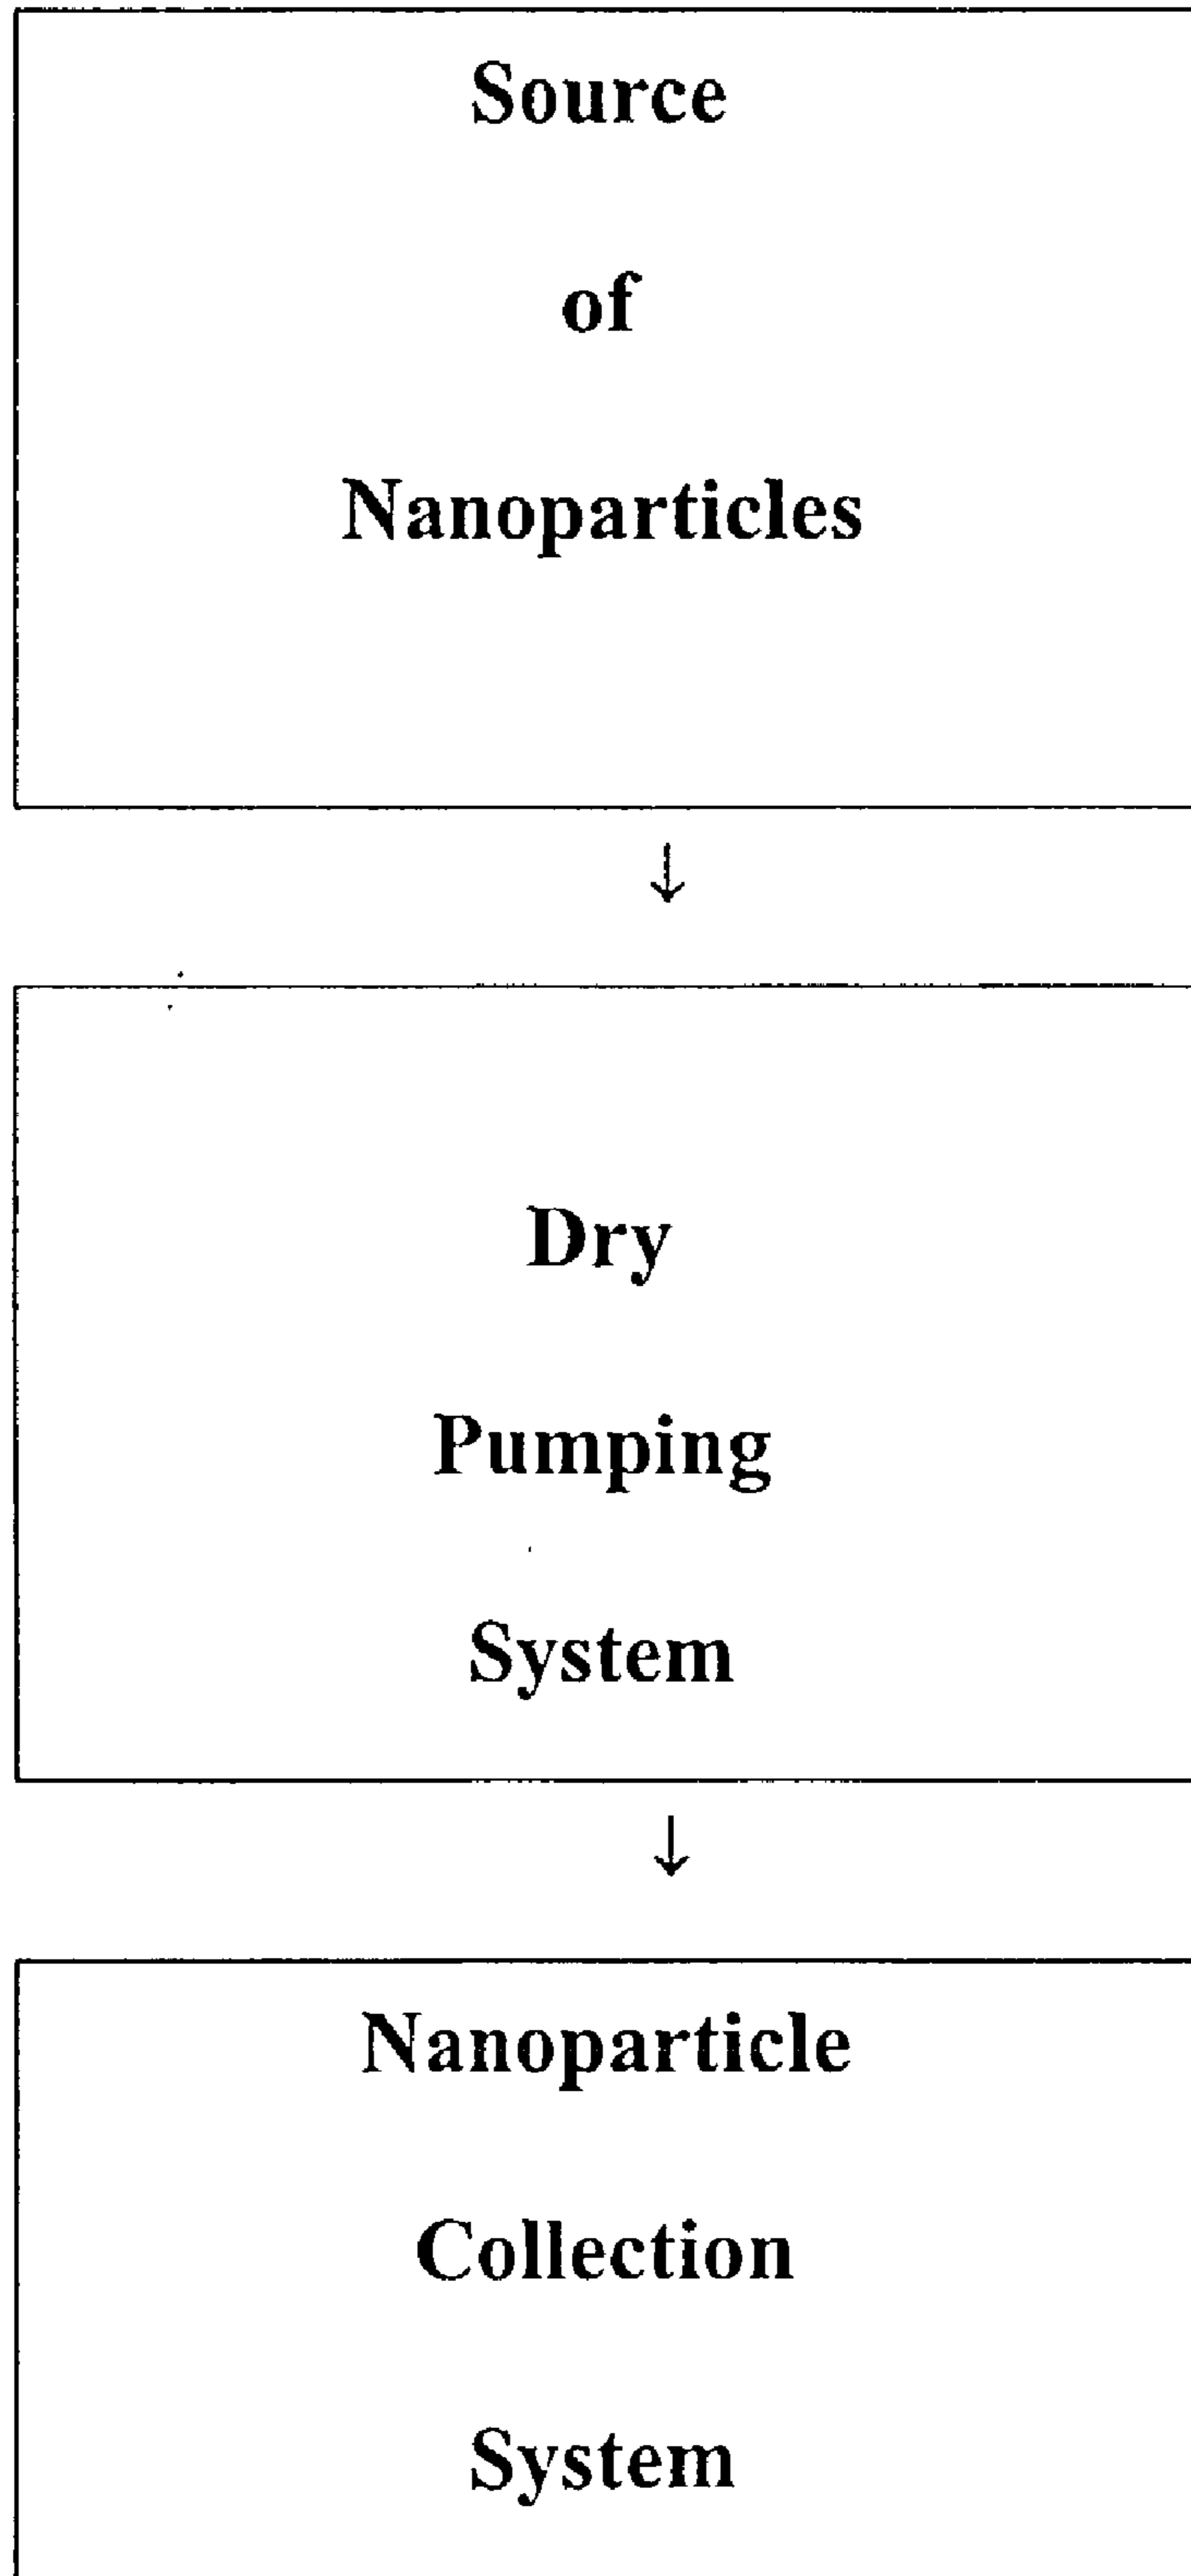 Source
of
Nanoparticles
↓
Dry
Pumping
System
↓
Nanoparticle
Collection
System